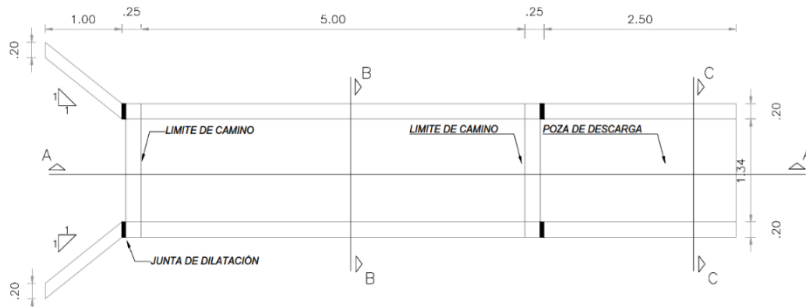 .25 .25
1.00 5.00 2.50
.20
B C
1
1
LIMITE DE CAMINO LIMITE DE CAMINO POZA DE DESCARGA
.20
A A
1.34
1
1
.20
JUNTA DE DILATACIÓN
B C
.20